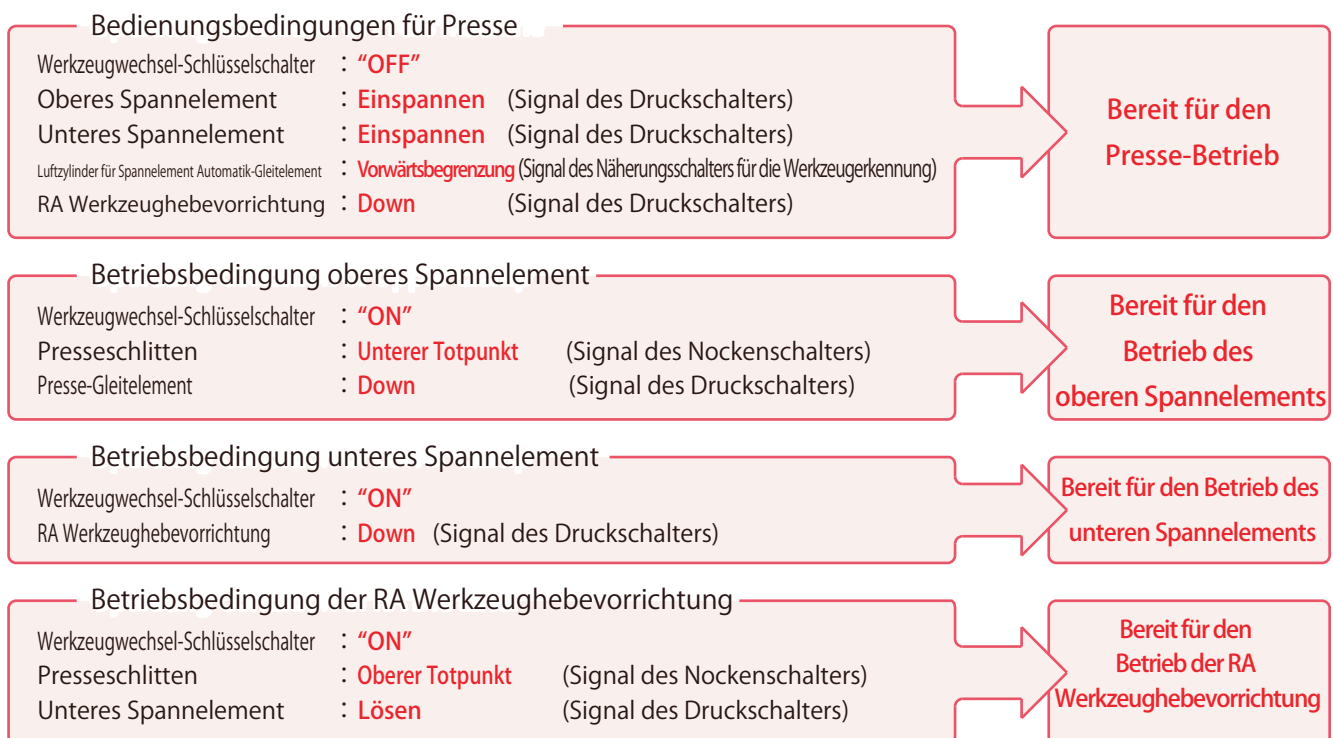 Bedienungsbedingungen für Presse
Werkzeugwechsel-Schlüsselschalter : “OFF”
Oberes Spannelement : Einspannen (Signal des Druckschalters)
Unteres Spannelement : Einspannen (Signal des Druckschalters)
Luftzylinder für Spannelement Automatik-Gleitelement : Vorwärtsbegrenzung (Signal des Näherungsschalters für die Werkzeugerkennung)
RA Werkzeughebevorrichtung : Down (Signal des Druckschalters)
Bereit für den
Presse-Betrieb
Betriebsbedingung oberes Spannelement
Werkzeugwechsel-Schlüsselschalter : “ON”
Presseschlitten : Unterer Totpunkt (Signal des Nockenschalters)
Presse-Gleitelement : Down (Signal des Druckschalters)
Bereit für den
Betrieb des
oberen Spannelements
Betriebsbedingung unteres Spannelement
Werkzeugwechsel-Schlüsselschalter : “ON”
RA Werkzeughebevorrichtung : Down (Signal des Druckschalters)
Bereit für den Betrieb des
unteren Spannelements
Betriebsbedingung der RA Werkzeughebevorrichtung
Werkzeugwechsel-Schlüsselschalter : “ON”
Presseschlitten : Oberer Totpunkt (Signal des Nockenschalters)
Unteres Spannelement : Lösen (Signal des Druckschalters)
Bereit für den
Betrieb der RA
Werkzeughebevorrichtung